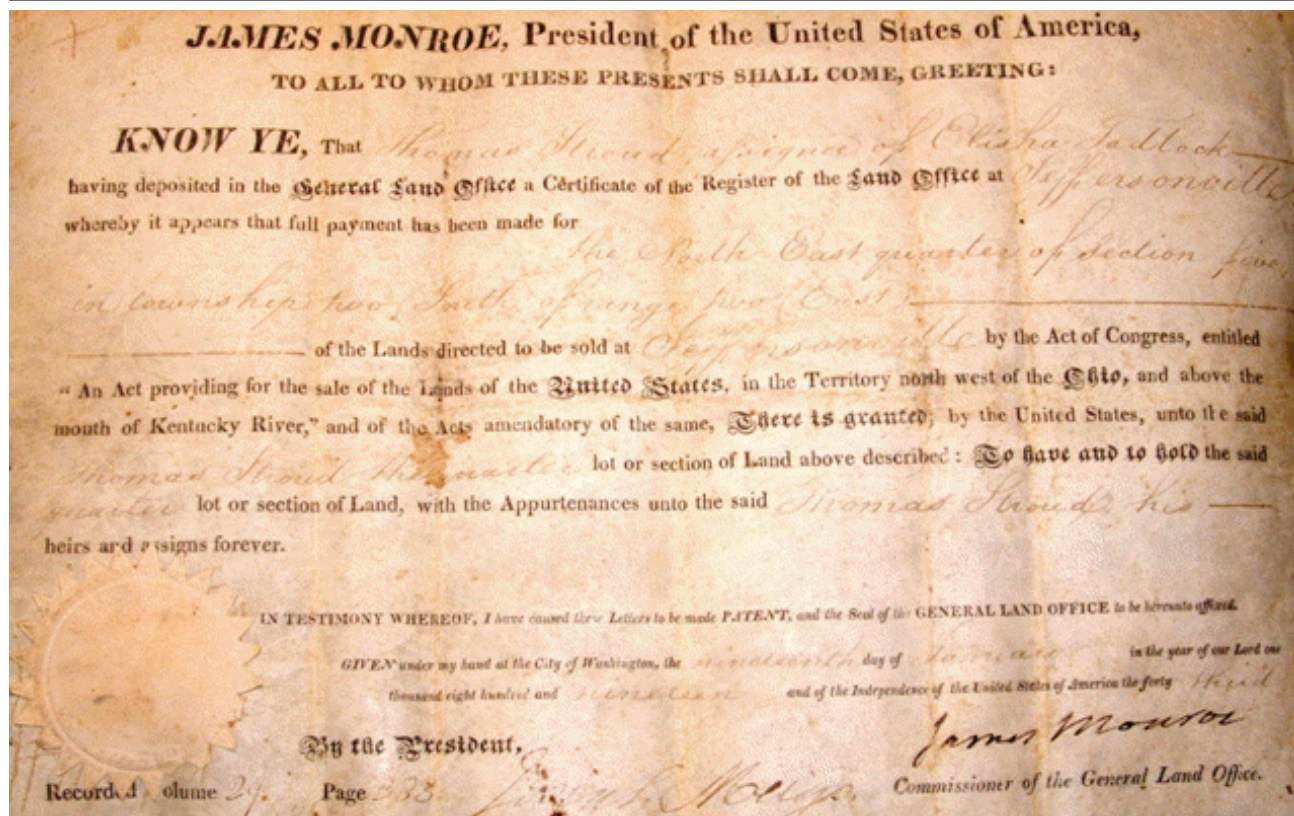 JAMES MONROE, President of the United States of America,
TO ALL TO WHOM THESE PRESENTS SHALL COME, GREETING:
KNOW YE, That Thomas Stroud, assignee of Elisha Tadlock
having deposited in the General Land Office a Certificate of the Register of the Land Office at Jeffersonville
whereby it appears that full payment has been made for
the North East quarter of section five
in township two South of range two East
of the Lands directed to be sold at Jeffersonville by the Act of Congress, entitled
"An Act providing for the sale of the Lands of the United States, in the Territory north west of the Ohio, and above the
mouth of Kentucky River," and of the Acts amendatory of the same, There is granted, by the United States, unto the said
Thomas Stroud the quarter lot or section of Land above described: To have and to hold the said
quarter lot or section of Land, with the Appurtenances unto the said Thomas Stroud, his
heirs and assigns forever.
IN TESTIMONY WHEREOF, I have caused these Letters to be made PATENT, and the Seal of the GENERAL LAND OFFICE to be hereunto affixed.
GIVEN under my hand at the City of Washington, the nineteenth day of January in the year of our Lord one
thousand eight hundred and nineteen and of the Independence of the United States of America the forty third
James Monroe
By the President,
Commissioner of the General Land Office.
Recorded olume 29. Page 333. Josiah Meigs